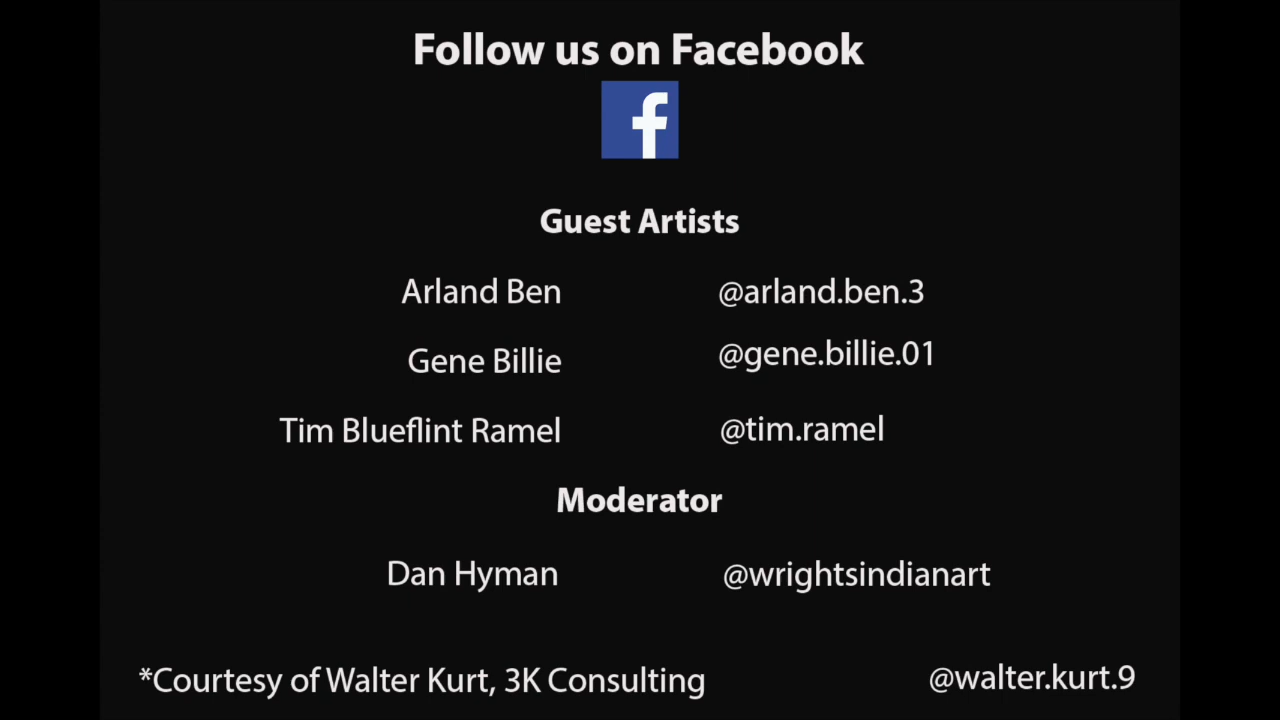 Follow us on Facebook
f
Guest Artists
Arland Ben @arland.ben.3
Gene Billie @gene.billie.01
Tim Blueflint Ramel @tim.ramel
Moderator
Dan Hyman @wrightsindianart
*Courtesy of Walter Kurt, 3K Consulting @walter.kurt.9